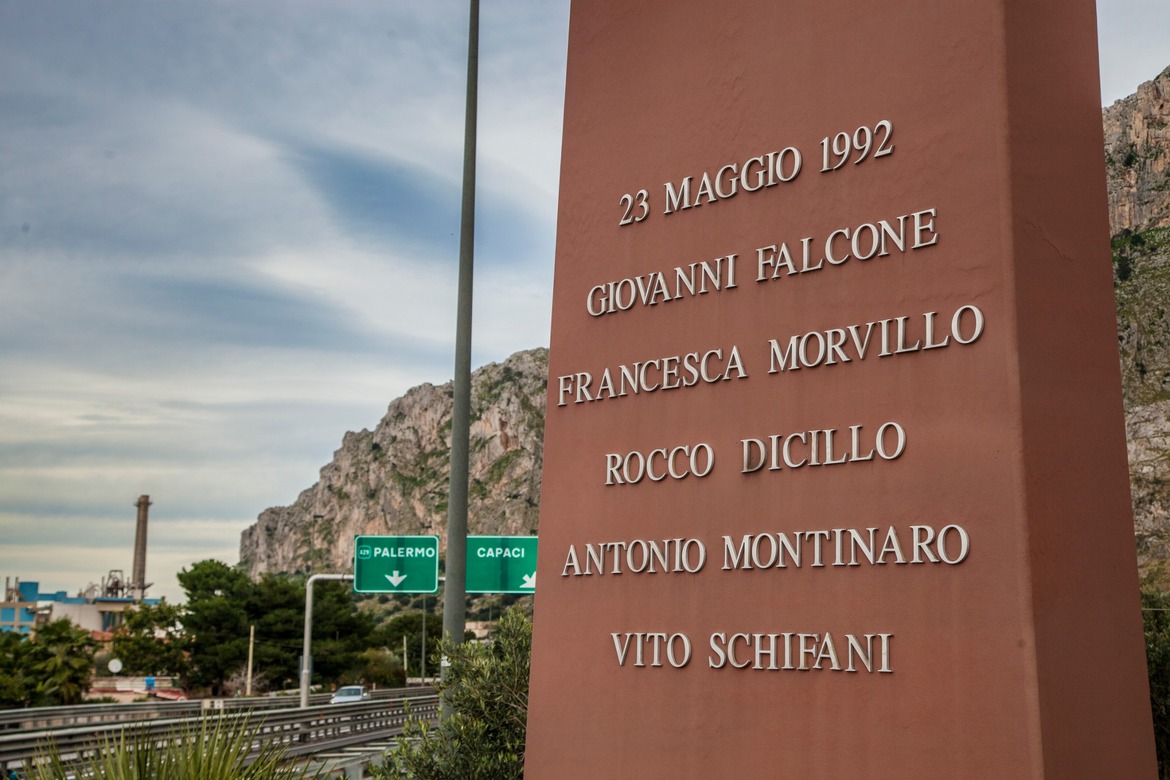 23 MAGGIO 1992
GIOVANNI FALCONE
FRANCESCA MORVILLO
ROCCO DICILLO
ANTONIO MONTINARO
VITO SCHIFANI
PALERMO
CAPACI